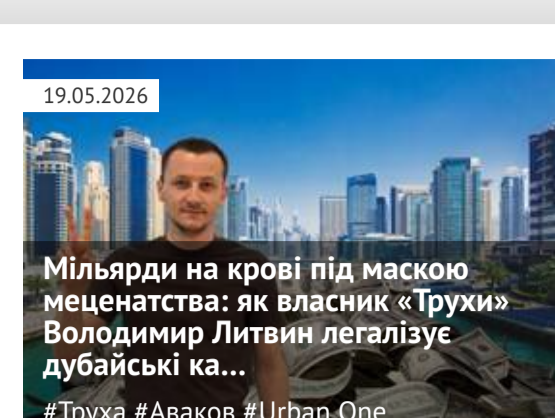 19.05.2026
Мільярди на крові під маскою
меценатства: як власник «Трухи»
Володимир Литвин легалізує
дубайські ка...
#Труха #Аваков #Urban One